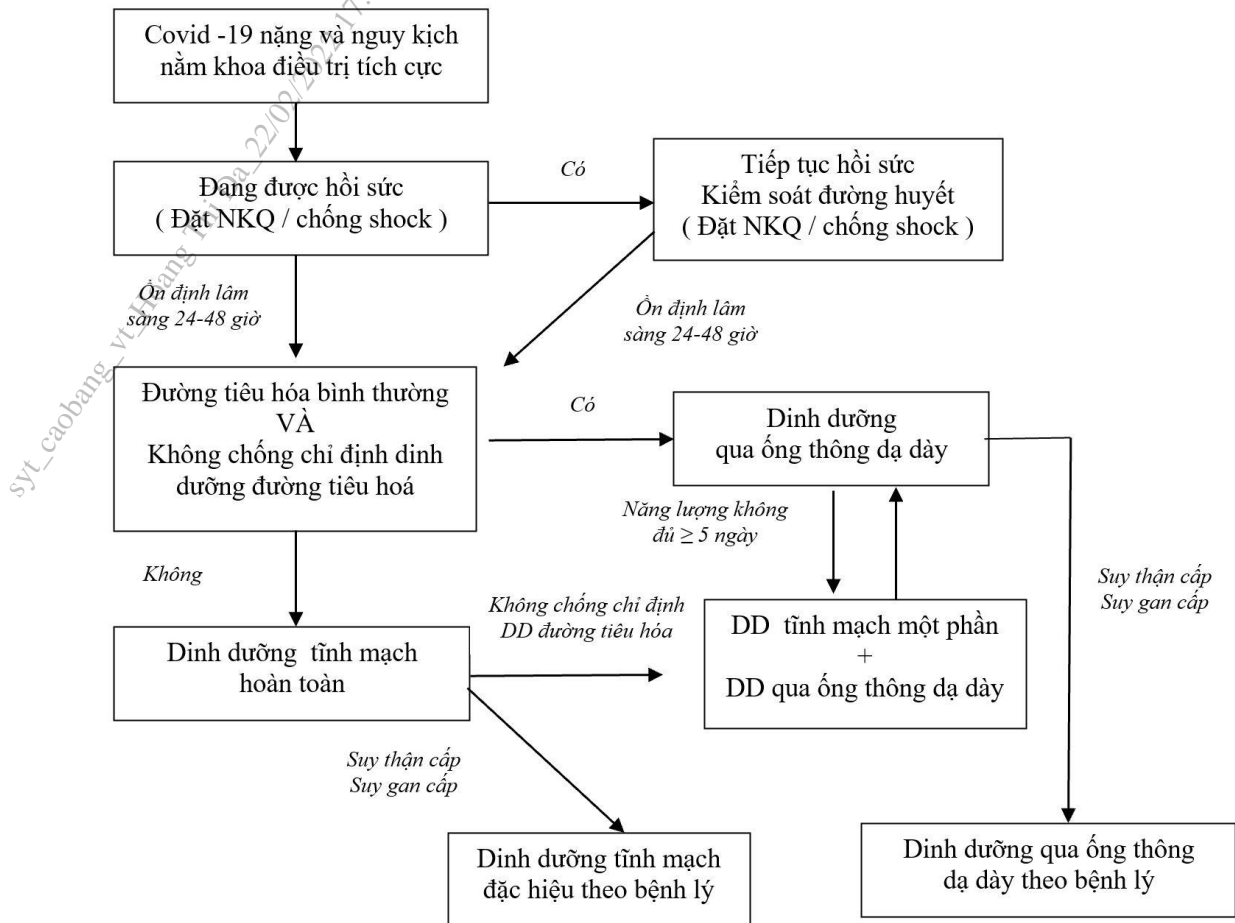 Covid -19 nặng và nguy kịch
nằm khoa điều trị tích cực
Đang được hồi sức
( Đặt NKQ / chống shock )
Có
Tiếp tục hồi sức
Kiểm soát đường huyết
( Đặt NKQ / chống shock )
Ổn định lâm
sàng 24-48 giờ
Ổn định lâm
sàng 24-48 giờ
Đường tiêu hóa bình thường
VÀ
Không chống chỉ định dinh
dưỡng đường tiêu hoá
Có
Dinh dưỡng
qua ống thông dạ dày
Năng lượng không
đủ ≥ 5 ngày
Không
Suy thận cấp
Suy gan cấp
Không chống chỉ định
DD đường tiêu hóa
Dinh dưỡng tĩnh mạch
hoàn toàn
DD tĩnh mạch một phần
+
DD qua ống thông dạ dày
Suy thận cấp
Suy gan cấp
Dinh dưỡng tĩnh mạch
đặc hiệu theo bệnh lý
Dinh dưỡng qua ống thông
dạ dày theo bệnh lý
syt_caobang_vt_Hoang Thi Da_22/02/2022 17: